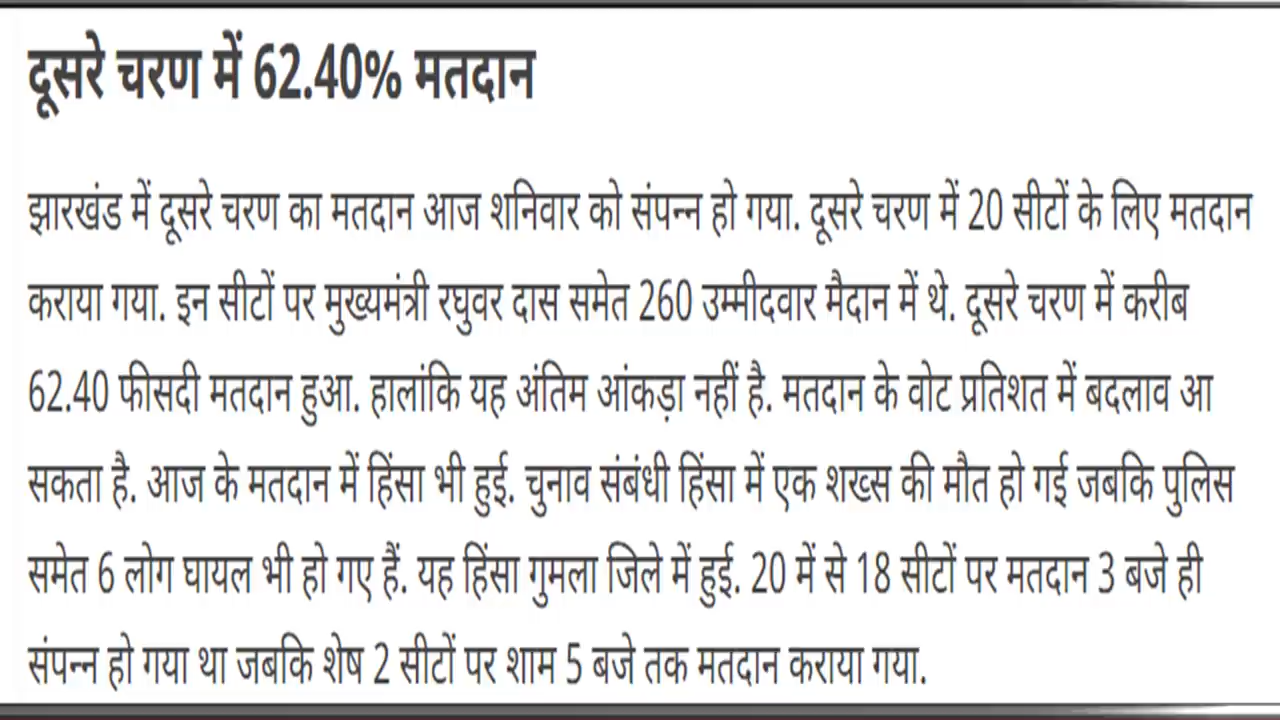 दूसरे चरण में 62.40% मतदान
झारखंड में दूसरे चरण का मतदान आज शनिवार को संपन्न हो गया. दूसरे चरण में 20 सीटों के लिए मतदान
कराया गया. इन सीटों पर मुख्यमंत्री रघुवर दास समेत 260 उम्मीदवार मैदान में थे. दूसरे चरण में करीब
62.40 फीसदी मतदान हुआ. हालांकि यह अंतिम आंकड़ा नहीं है. मतदान के वोट प्रतिशत में बदलाव आ
सकता है. आज के मतदान में हिंसा भी हुई. चुनाव संबंधी हिंसा में एक शख्स की मौत हो गई जबकि पुलिस
समेत 6 लोग घायल भी हो गए हैं. यह हिंसा गुमला जिले में हुई. 20 में से 18 सीटों पर मतदान 3 बजे ही
संपन्न हो गया था जबकि शेष 2 सीटों पर शाम 5 बजे तक मतदान कराया गया.